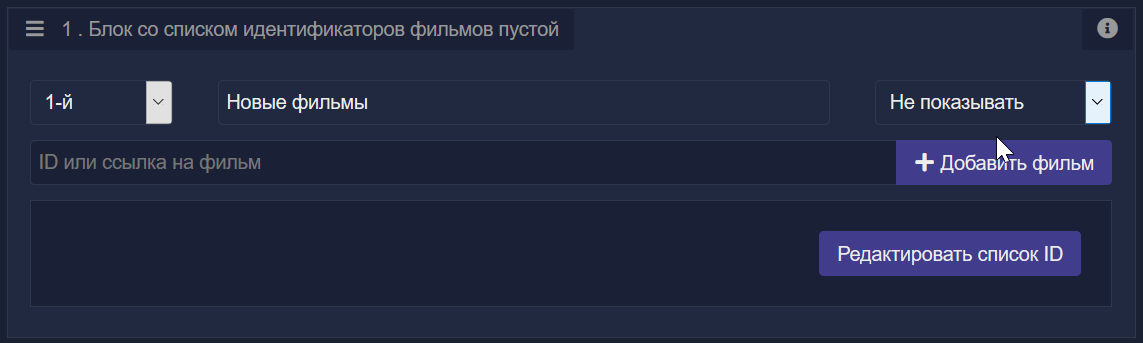 1 . Блок со списком идентификаторов фильмов пустой
1-й
Новые фильмы
Не показывать
ID или ссылка на фильм
Добавить фильм
Редактировать список ID